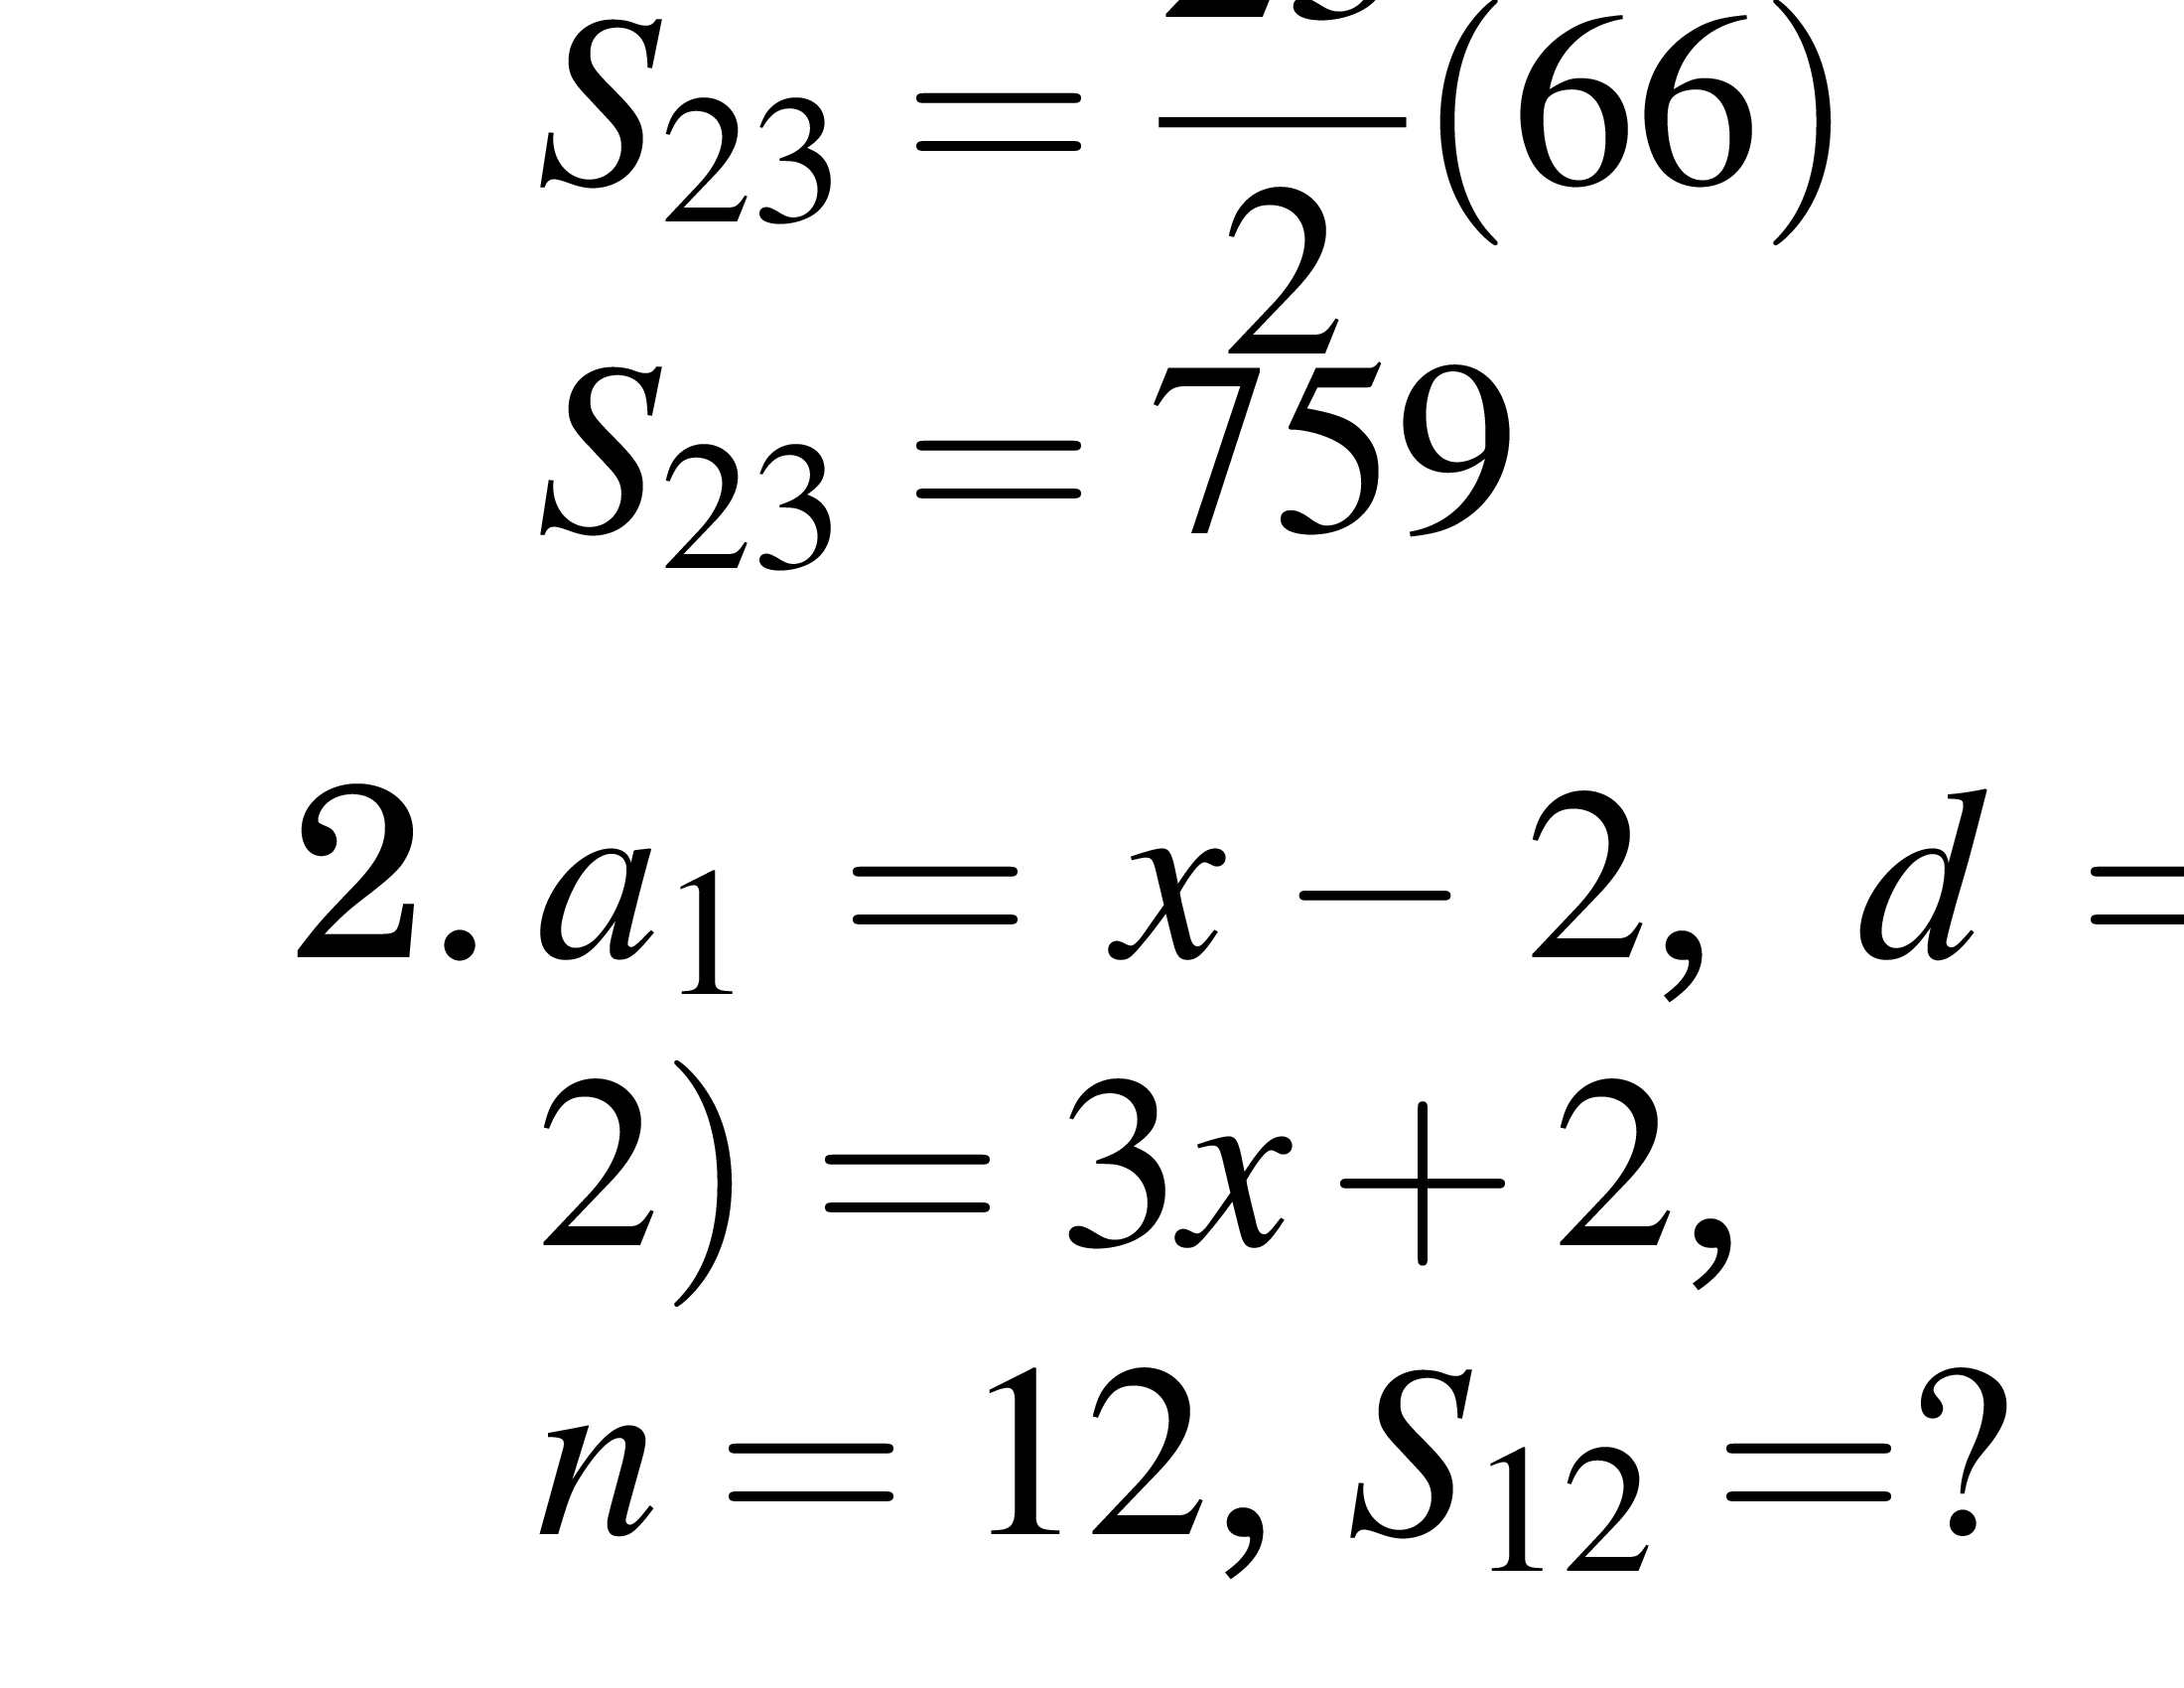 S₂₃ = —(66)
2
S₂₃ = 759
2. a₁ = x − 2, d =
2) = 3x + 2,
n = 12, S₁₂ =?